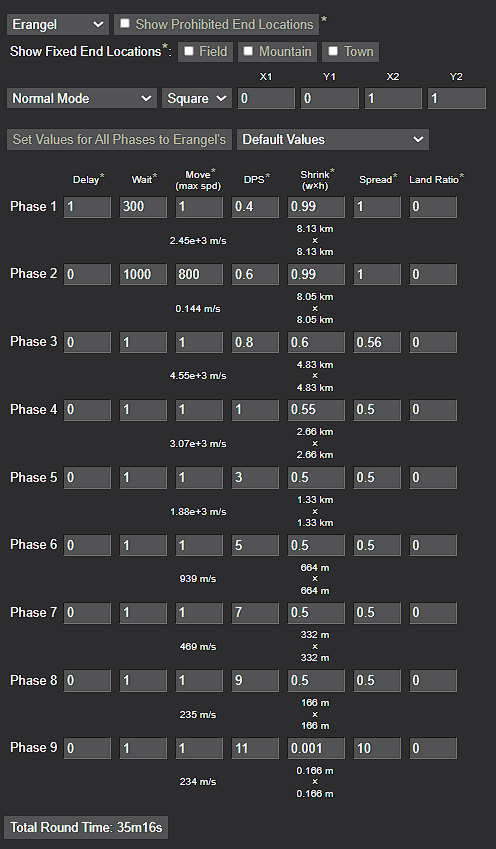 Erangel Show Prohibited End Locations*
Show Fixed End Locations*: Field Mountain Town
X1 Y1 X2 Y2
Normal Mode Square 0 0 1 1
Set Values for All Phases to Erangel's Default Values
Delay* Wait* Move* (max spd) DPS* Shrink* (w×h) Spread* Land Ratio*
Phase 1 1 300 1 0.4 0.99 1 0
2.45e+3 m/s 8.13 km x 8.13 km
Phase 2 0 1000 800 0.6 0.99 1 0
0.144 m/s 8.05 km x 8.05 km
Phase 3 0 1 1 0.8 0.6 0.56 0
4.55e+3 m/s 4.83 km x 4.83 km
Phase 4 0 1 1 1 0.55 0.5 0
3.07e+3 m/s 2.66 km x 2.66 km
Phase 5 0 1 1 3 0.5 0.5 0
1.88e+3 m/s 1.33 km x 1.33 km
Phase 6 0 1 1 5 0.5 0.5 0
939 m/s 664 m x 664 m
Phase 7 0 1 1 7 0.5 0.5 0
469 m/s 332 m x 332 m
Phase 8 0 1 1 9 0.5 0.5 0
235 m/s 166 m x 166 m
Phase 9 0 1 1 11 0.001 10 0
234 m/s 0.166 m x 0.166 m
Total Round Time: 35m16s